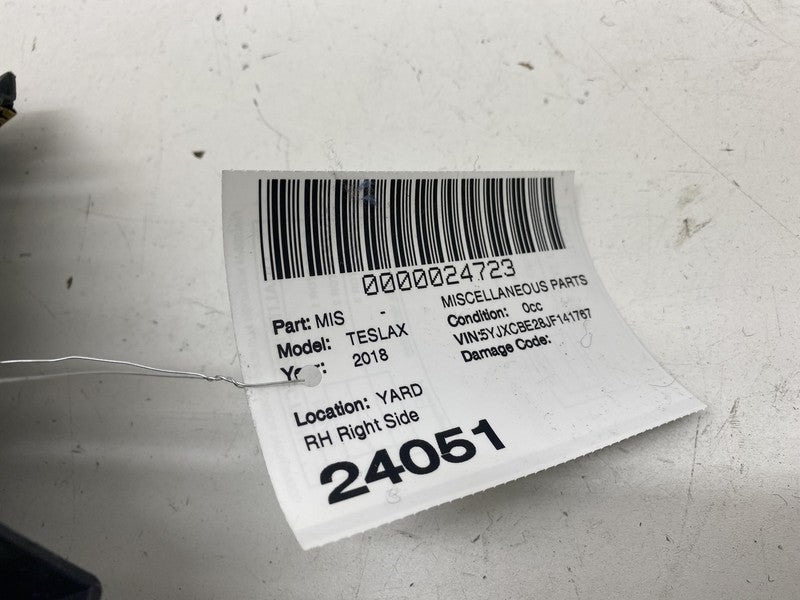 0000024723
Part: MIS - MISCELLANEOUS PARTS
Model: TESLAX Condition: 0cc
Year: 2018 VIN:5YJXCBE28JF141767
Damage Code:
Location: YARD
RH Right Side
24051